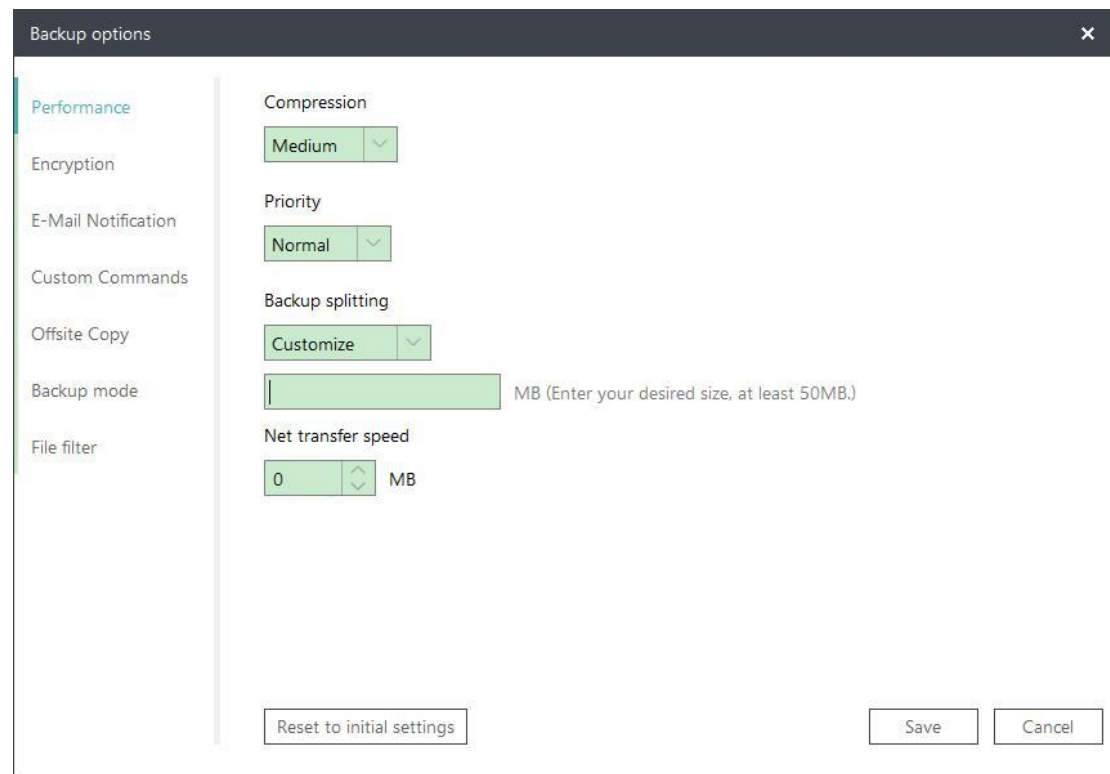 Backup options
Performance
Encryption
E-Mail Notification
Custom Commands
Offsite Copy
Backup mode
File filter
Compression
Medium
Priority
Normal
Backup splitting
Customize
MB (Enter your desired size, at least 50MB.)
Net transfer speed
0 MB
Reset to initial settings Save Cancel